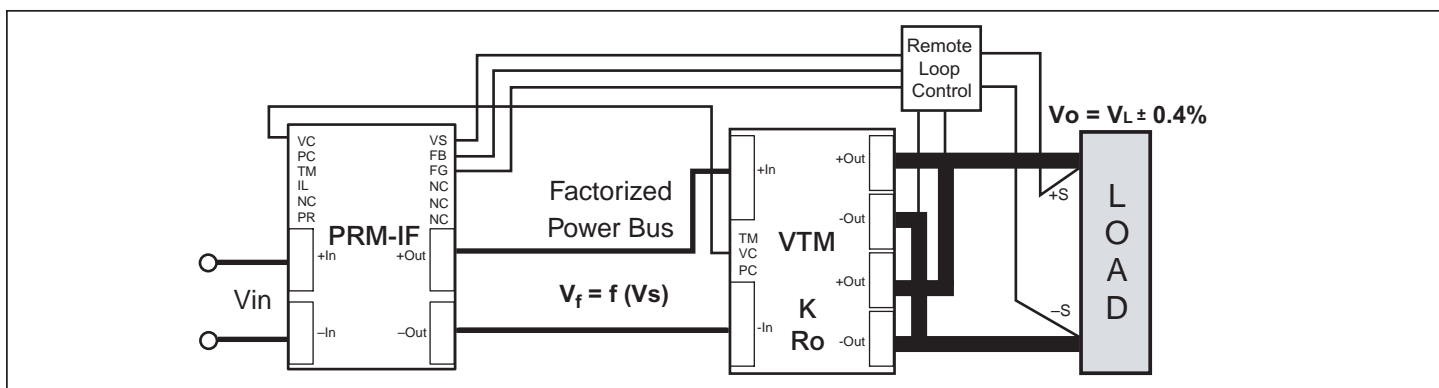 Remote
Loop
Control
Vo = VL ± 0.4%
VC
PC
TM
IL
NC
PR
VS
FB
FG
NC
NC
NC
PRM-IF
+In
+Out
–In
–Out
Vin
Factorized
Power Bus
Vf = f (Vs)
+In
TM
VC
PC
-In
VTM
K
Ro
+Out
-Out
+Out
-Out
+S
–S
L
O
A
D